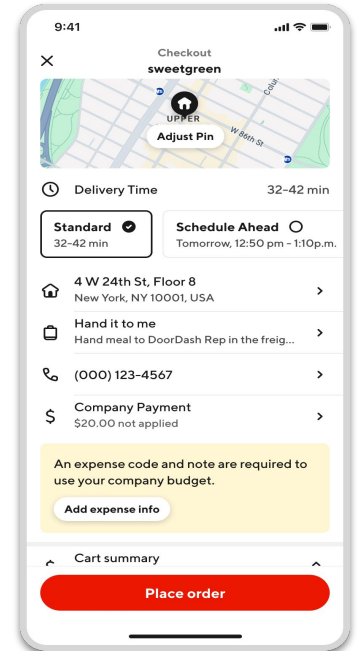 9:41
Checkout
sweetgreen
Colu
UPPER
Adjust Pin
W 86th St
Delivery Time
32-42 min
Standard
32-42 min
Schedule Ahead
Tomorrow, 12:50 pm - 1:10p.m.
4 W 24th St, Floor 8
New York, NY 10001, USA
Hand it to me
Hand meal to DoorDash Rep in the freig...
(000) 123-4567
$
Company Payment
$20.00 not applied
An expense code and note are required to
use your company budget.
Add expense info
Cart summary
Place order